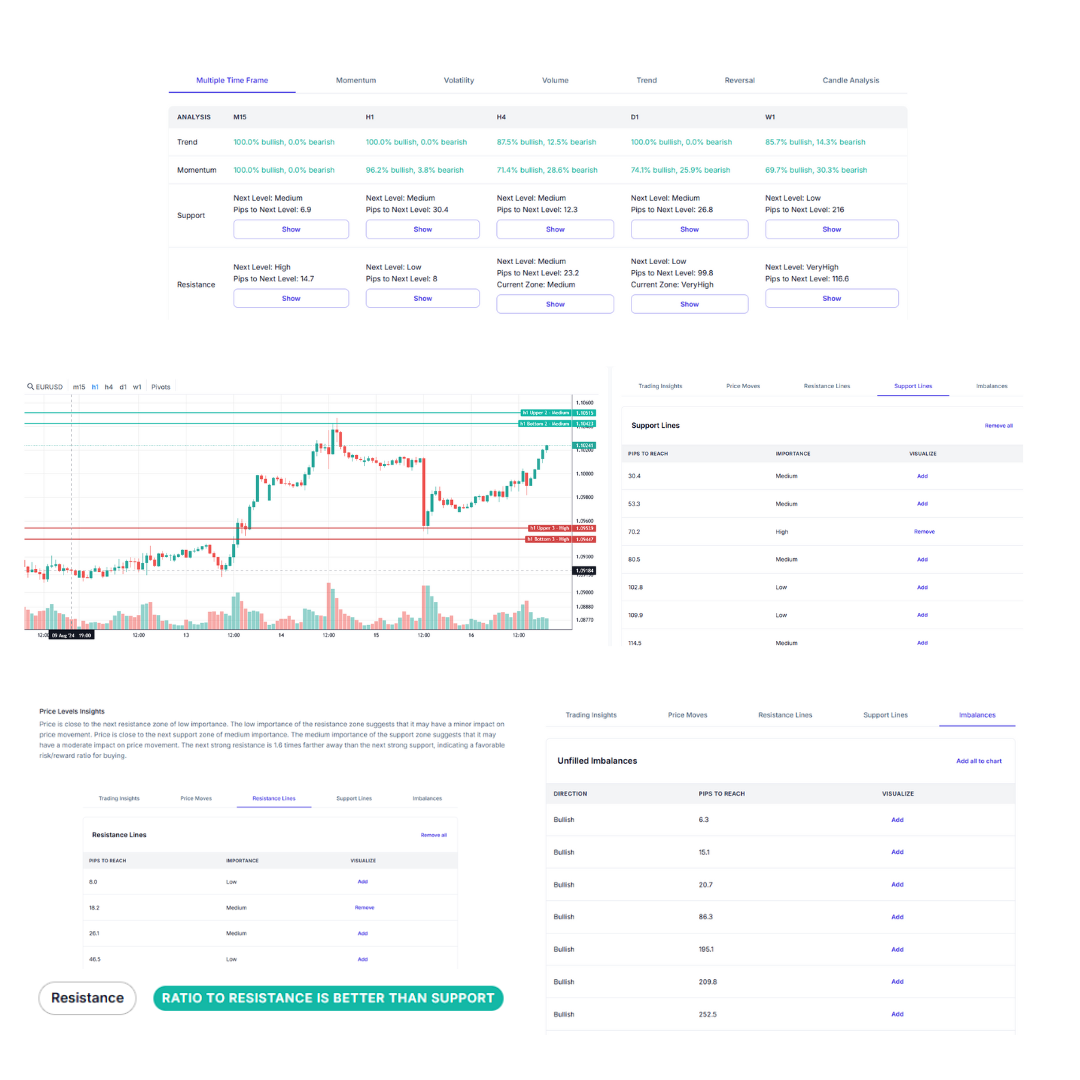 Multiple Time Frame Momentum Volatility Volume Trend Reversal Candle Analysis
ANALYSIS M15 H1 H4 D1 W1
Trend 100.0% bullish, 0.0% bearish 100.0% bullish, 0.0% bearish 87.5% bullish, 12.5% bearish 100.0% bullish, 0.0% bearish 85.7% bullish, 14.3% bearish
Momentum 100.0% bullish, 0.0% bearish 96.2% bullish, 3.8% bearish 71.4% bullish, 28.6% bearish 74.1% bullish, 25.9% bearish 69.7% bullish, 30.3% bearish
Support
Next Level: Medium Next Level: Medium Next Level: Medium Next Level: Medium Next Level: Low
Pips to Next Level: 6.9 Pips to Next Level: 30.4 Pips to Next Level: 12.3 Pips to Next Level: 26.8 Pips to Next Level: 216
Show Show Show Show Show
Resistance
Next Level: High Next Level: Low Next Level: Medium Next Level: Low Next Level: VeryHigh
Pips to Next Level: 14.7 Pips to Next Level: 8 Pips to Next Level: 23.2 Pips to Next Level: 99.8 Pips to Next Level: 116.6
Current Zone: Medium Current Zone: VeryHigh
Show Show Show Show Show
EURUSD m15 h1 h4 d1 w1 Pivots
1.10600
h1 Upper 2 - Medium 1.10515
h1 Bottom 2 - Medium 1.10423
1.10241
1.10000
1.09800
1.09600
h1 Upper 3 - High 1.09539
h1 Bottom 3 - High 1.09447
1.09300
1.09184
1.09000
1.08880
1.08770
09 Aug '24 19:00 12:00 13 12:00 14 12:00 15 12:00 16 12:00
Trading Insights Price Moves Resistance Lines Support Lines Imbalances
Support Lines Remove all
PIPS TO REACH IMPORTANCE VISUALIZE
30.4 Medium Add
53.3 Medium Add
70.2 High Remove
80.5 Medium Add
102.8 Low Add
109.9 Low Add
114.5 Medium Add
Price Levels Insights
Price is close to the next resistance zone of low importance. The low importance of the resistance zone suggests that it may have a minor impact on
price movement. Price is close to the next support zone of medium importance. The medium importance of the support zone suggests that it may
have a moderate impact on price movement. The next strong resistance is 1.6 times farther away than the next strong support, indicating a favorable
risk/reward ratio for buying.
Trading Insights Price Moves Resistance Lines Support Lines Imbalances
Resistance Lines Remove all
PIPS TO REACH IMPORTANCE VISUALIZE
8.0 Low Add
18.2 Medium Remove
26.1 Medium Add
46.5 Low Add
Resistance RATIO TO RESISTANCE IS BETTER THAN SUPPORT
Trading Insights Price Moves Resistance Lines Support Lines Imbalances
Unfilled Imbalances Add all to chart
DIRECTION PIPS TO REACH VISUALIZE
Bullish 6.3 Add
Bullish 15.1 Add
Bullish 20.7 Add
Bullish 86.3 Add
Bullish 195.1 Add
Bullish 209.8 Add
Bullish 252.5 Add